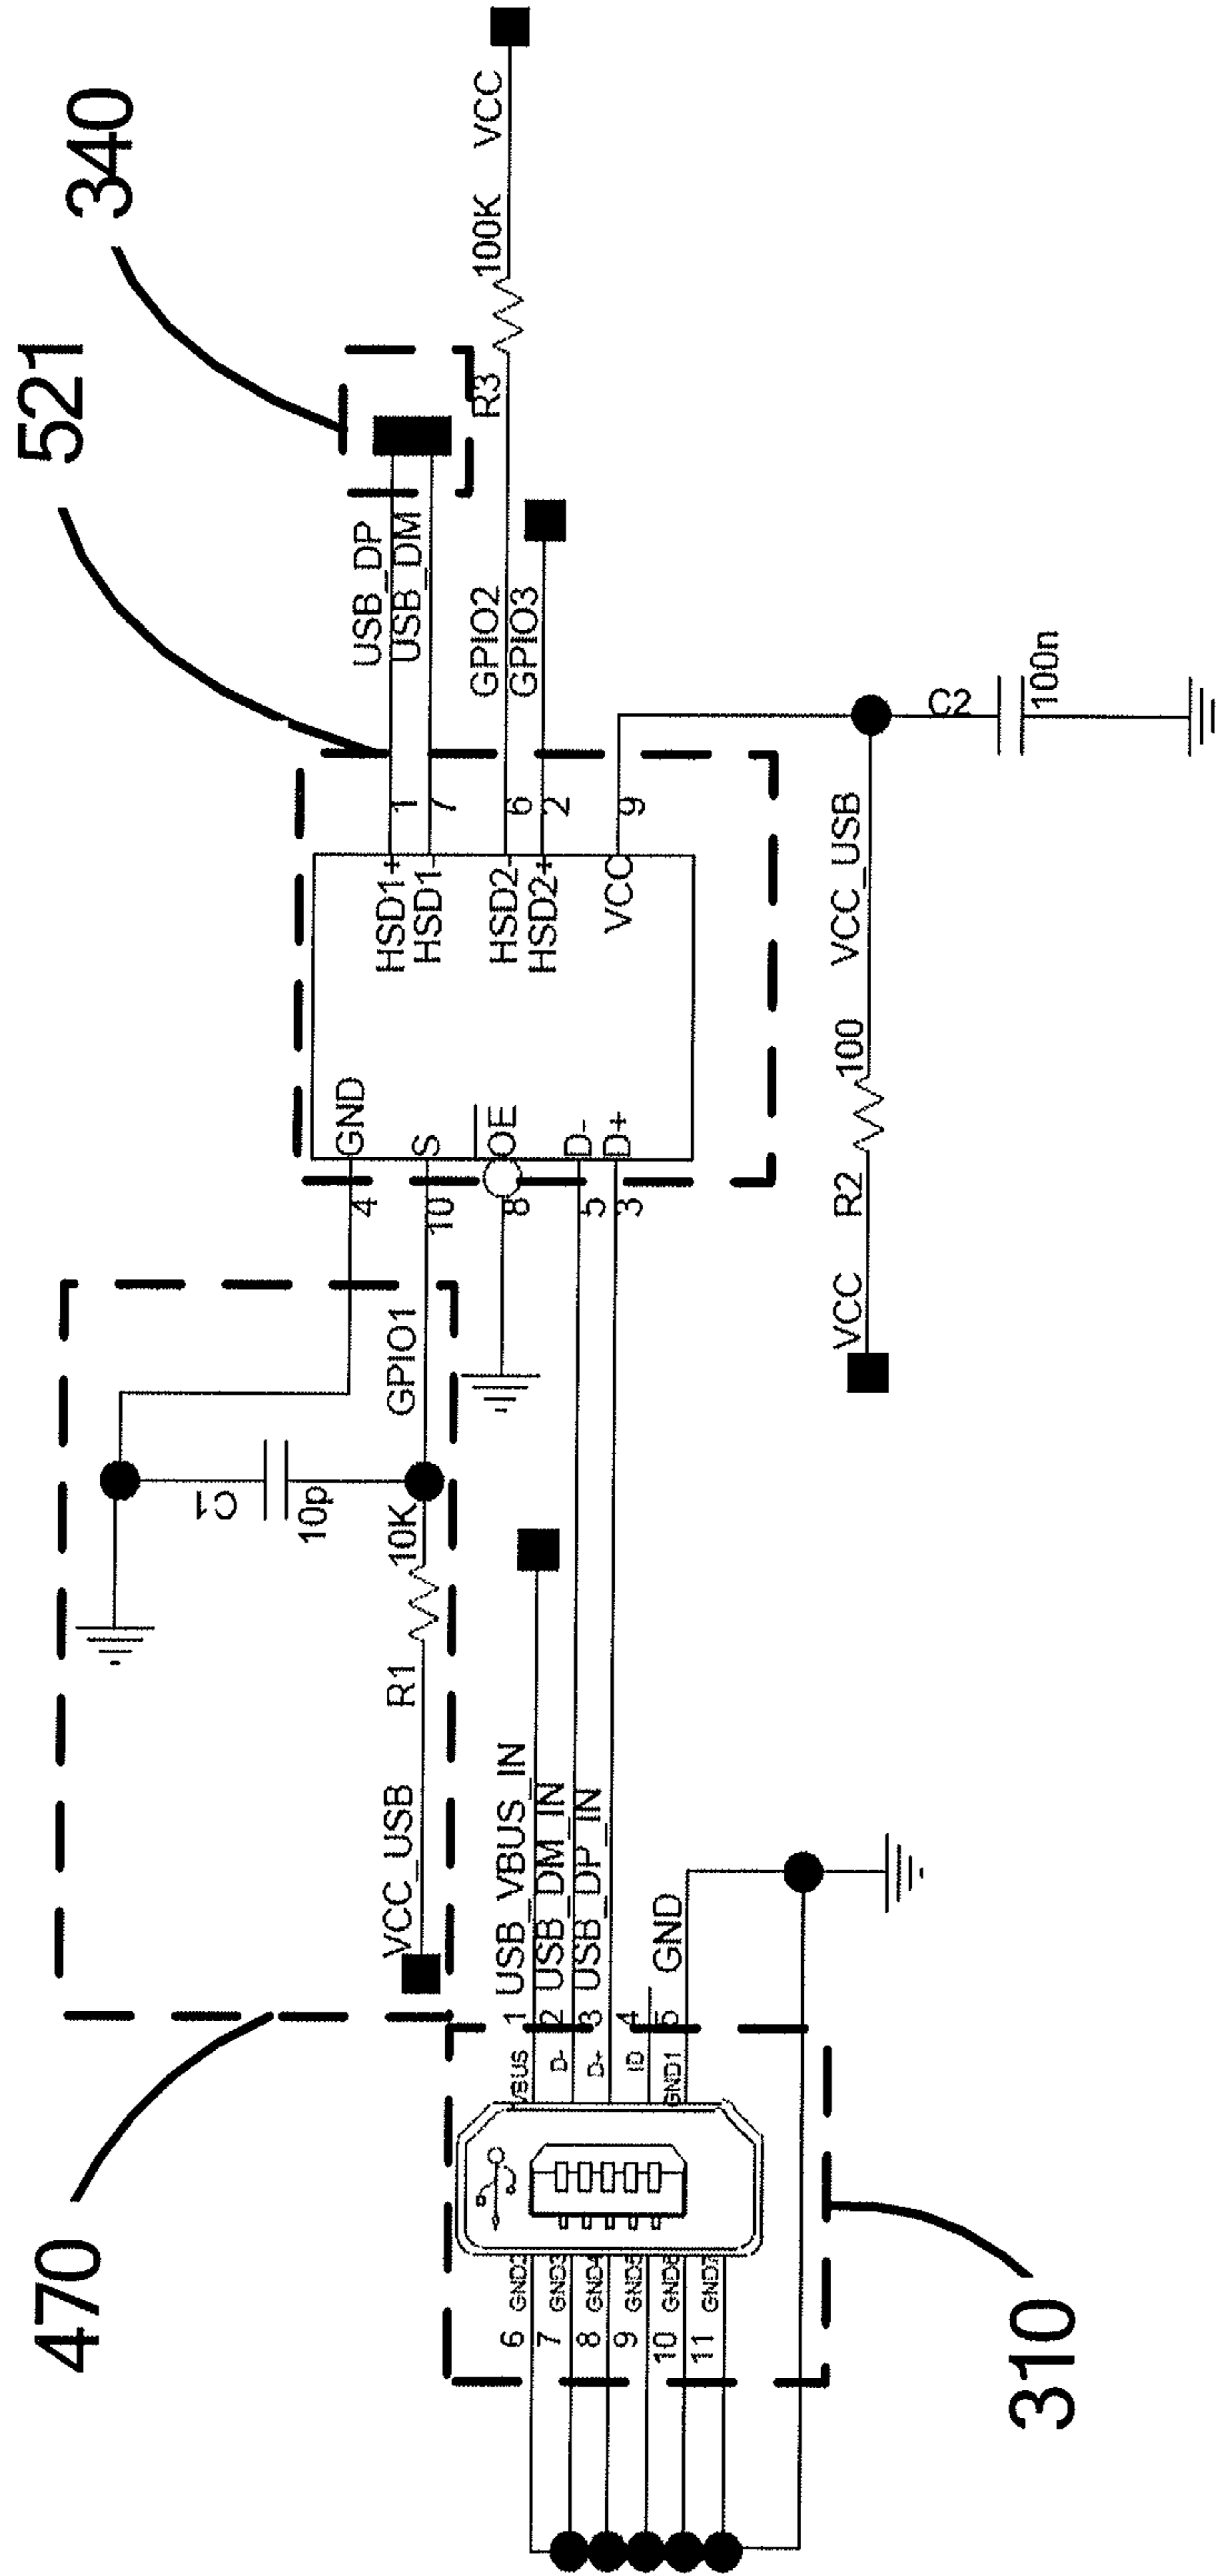 470
521
340
GND
4
S
10
GPIO1
C1
10p
VCC_USB
R1
10K
OE
8
D-
5
D+
3
HSD1+
1
USB_DP
HSD1-
7
USB_DM
HSD2-
6
GPIO2
R3
100K
VCC
HSD2+
2
GPIO3
VCC
9
VBUS
1
USB_VBUS_IN
D-
2
USB_DM_IN
D+
3
USB_DP_IN
ID
4
GND1
5
GND
6
GND2
7
GND3
8
GND4
9
GND5
10
GND6
11
GND7
VCC
R2
100
VCC_USB
C2
100n
310